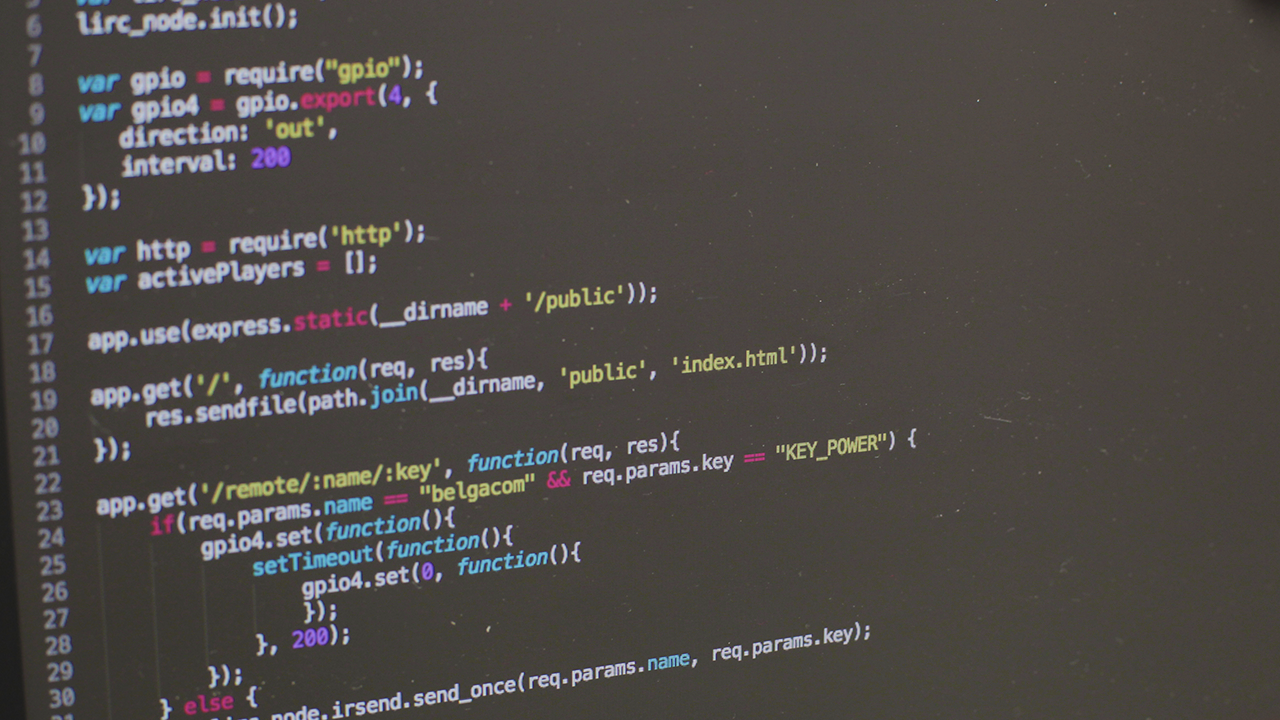 5 var
6 lirc_node.init();
7
8 var gpio = require("gpio");
9 var gpio4 = gpio.export(4, {
10 direction: 'out',
11 interval: 200
12 });
13
14 var http = require('http');
15 var activePlayers = [];
16
17 app.use(express.static(__dirname + '/public'));
18
19 app.get('/', function(req, res){
20 res.sendfile(path.join(__dirname, 'public', 'index.html'));
21 });
22
23 app.get('/remote/:name/:key', function(req, res){
24 if(req.params.name == "belgacom" && req.params.key == "KEY_POWER") {
25 gpio4.set(function(){
26 setTimeout(function(){
27 gpio4.set(0, function(){
28 });
29 }, 200);
30 });
} else {
lirc_node.irsend.send_once(req.params.name, req.params.key);